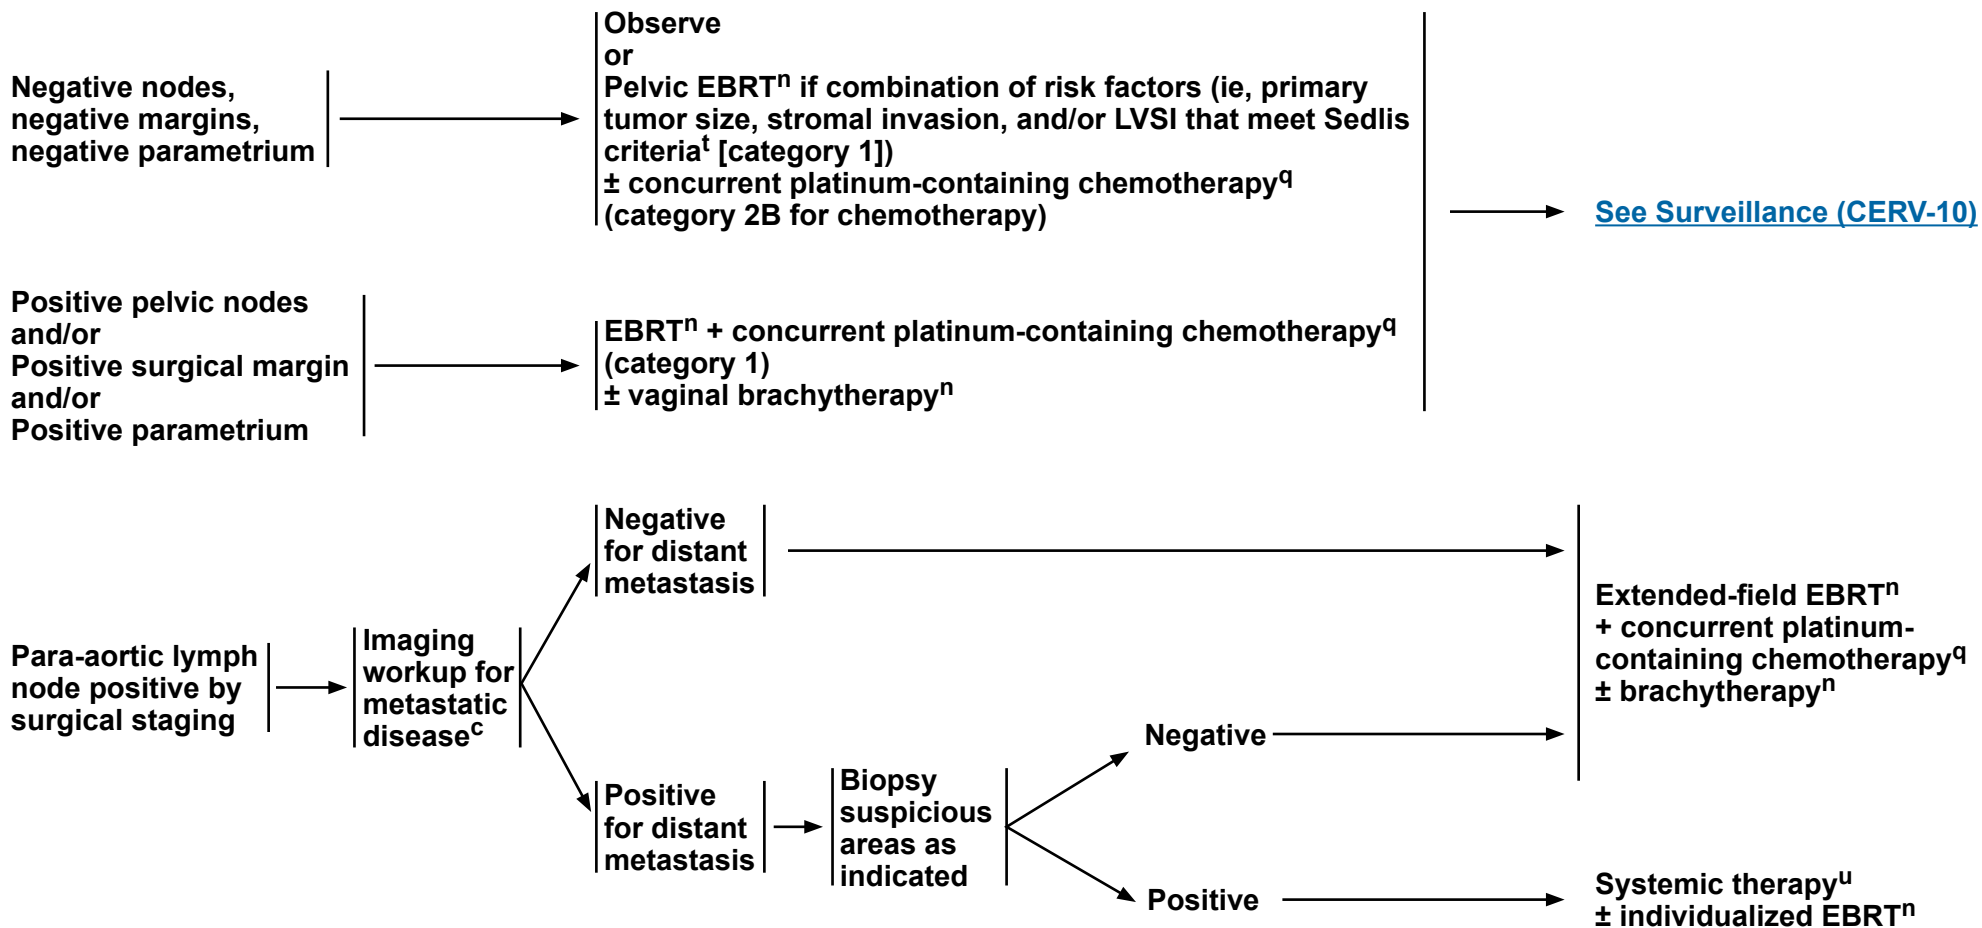 Negative nodes,
negative margins,
negative parametrium
Observe
or
Pelvic EBRTⁿ if combination of risk factors (ie, primary
tumor size, stromal invasion, and/or LVSI that meet Sedlis
criteriaᵗ [category 1])
± concurrent platinum-containing chemotherapy^q
(category 2B for chemotherapy)
See Surveillance (CERV-10)
Positive pelvic nodes
and/or
Positive surgical margin
and/or
Positive parametrium
EBRTⁿ + concurrent platinum-containing chemotherapy^q
(category 1)
± vaginal brachytherapyⁿ
Para-aortic lymph
node positive by
surgical staging
Imaging
workup for
metastatic
diseaseᶜ
Negative
for distant
metastasis
Positive
for distant
metastasis
Biopsy
suspicious
areas as
indicated
Negative
Positive
Extended-field EBRTⁿ
+ concurrent platinum-
containing chemotherapy^q
± brachytherapyⁿ
Systemic therapyᵘ
± individualized EBRTⁿ